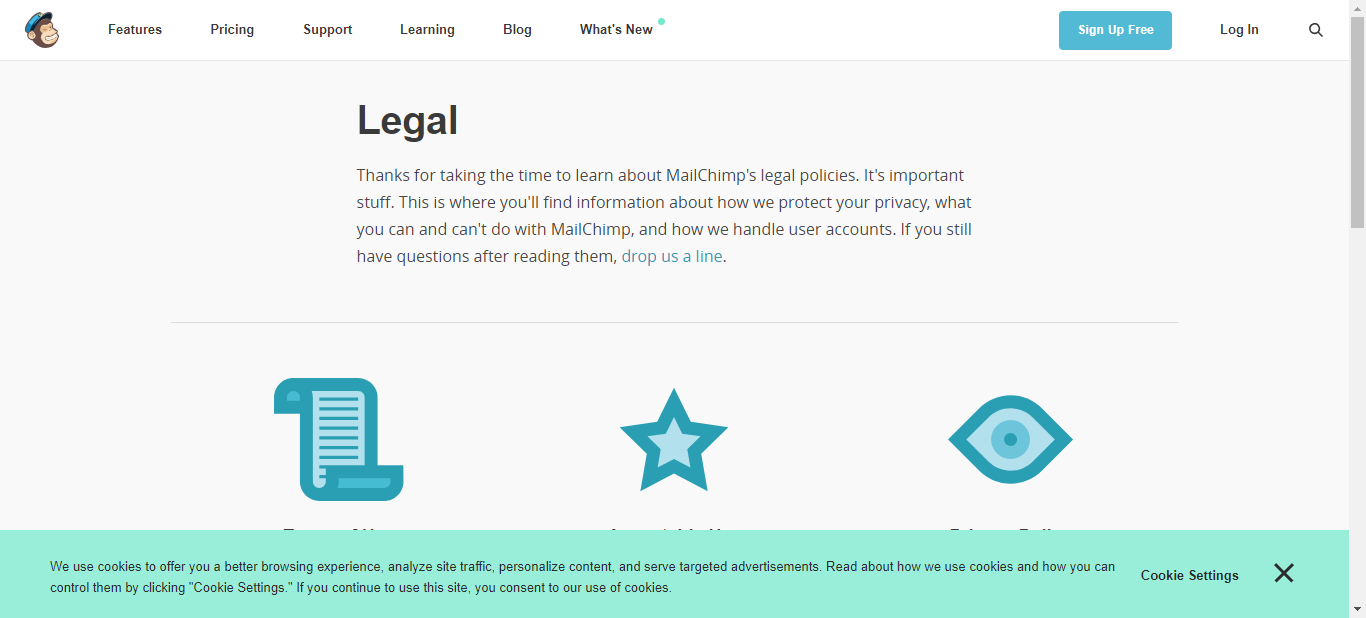 Features
Pricing
Support
Learning
Blog
What's New
Sign Up Free
Log In
Legal
Thanks for taking the time to learn about MailChimp's legal policies. It's important
stuff. This is where you'll find information about how we protect your privacy, what
you can and can't do with MailChimp, and how we handle user accounts. If you still
have questions after reading them, drop us a line.
We use cookies to offer you a better browsing experience, analyze site traffic, personalize content, and serve targeted advertisements. Read about how we use cookies and how you can
control them by clicking "Cookie Settings." If you continue to use this site, you consent to our use of cookies.
Cookie Settings